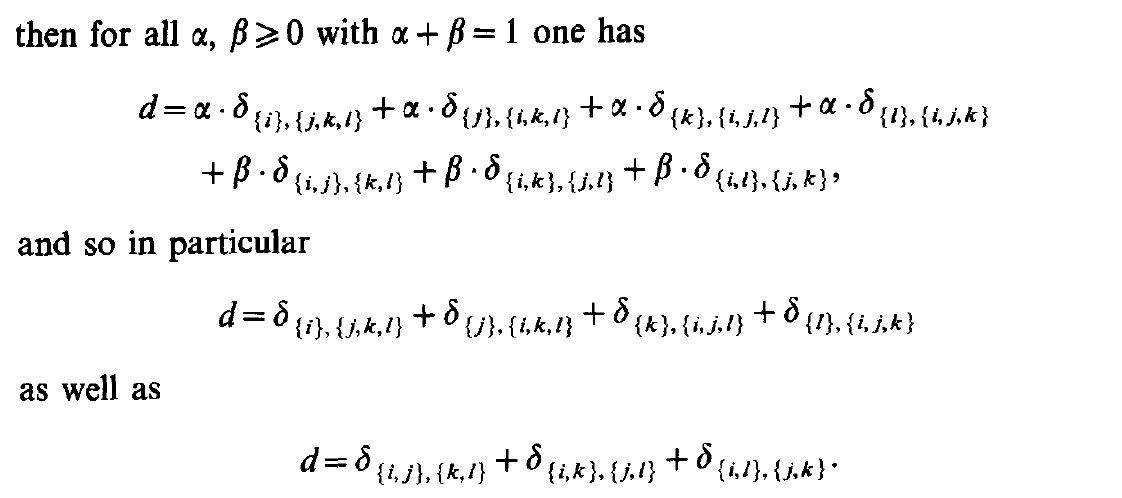 then for all α, β⩾0 with α + β = 1 one has
d = α · δ_{{i},{j,k,l}} + α · δ_{{j},{i,k,l}} + α · δ_{{k},{i,j,l}} + α · δ_{{l},{i,j,k}}
+ β · δ_{{i,j},{k,l}} + β · δ_{{i,k},{j,l}} + β · δ_{{i,l},{j,k}},
and so in particular
d = δ_{{i},{j,k,l}} + δ_{{j},{i,k,l}} + δ_{{k},{i,j,l}} + δ_{{l},{i,j,k}}
as well as
d = δ_{{i,j},{k,l}} + δ_{{i,k},{j,l}} + δ_{{i,l},{j,k}}.